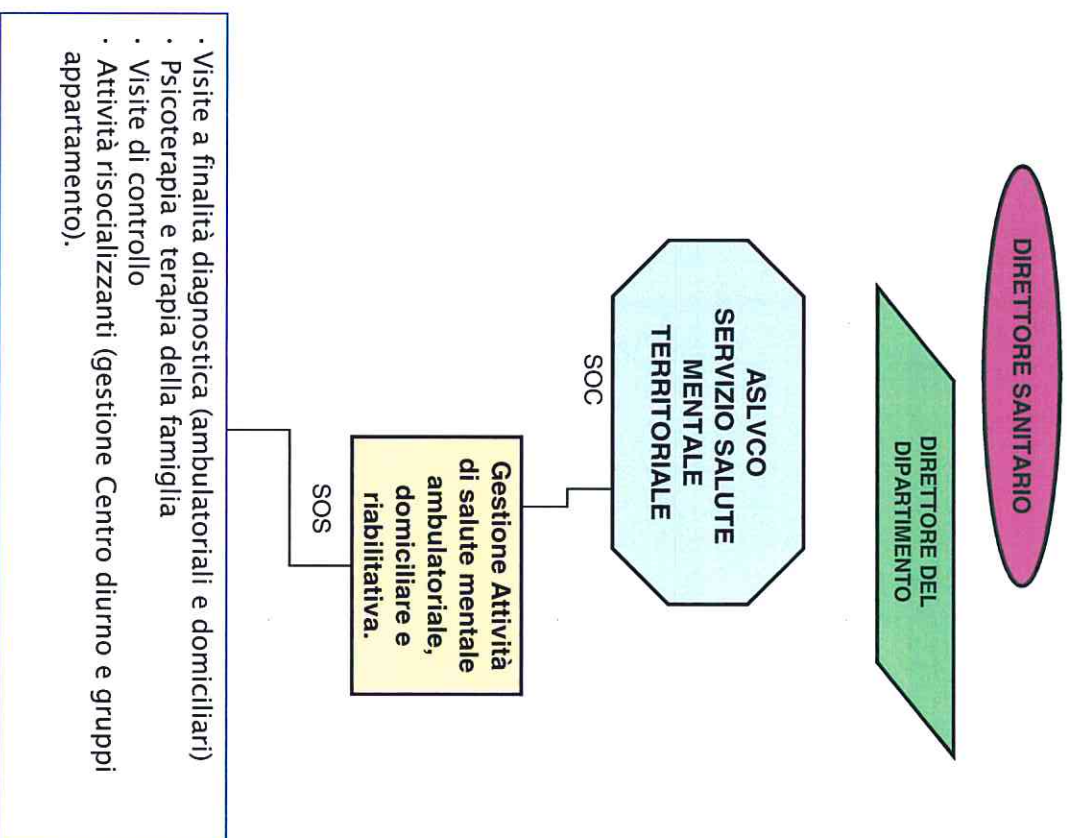 DIRETTORE SANITARIO
DIRETTORE DEL
DIPARTIMENTO
ASLVCO
SERVIZIO SALUTE
MENTALE
TERRITORIALE
SOC
Gestione Attività
di salute mentale
ambulatoriale,
domiciliare e
riabilitativa.
SOS
· Visite a finalità diagnostica (ambulatoriali e domiciliari)
· Psicoterapia e terapia della famiglia
· Visite di controllo
· Attività risocializzanti (gestione Centro diurno e gruppi
appartamento).